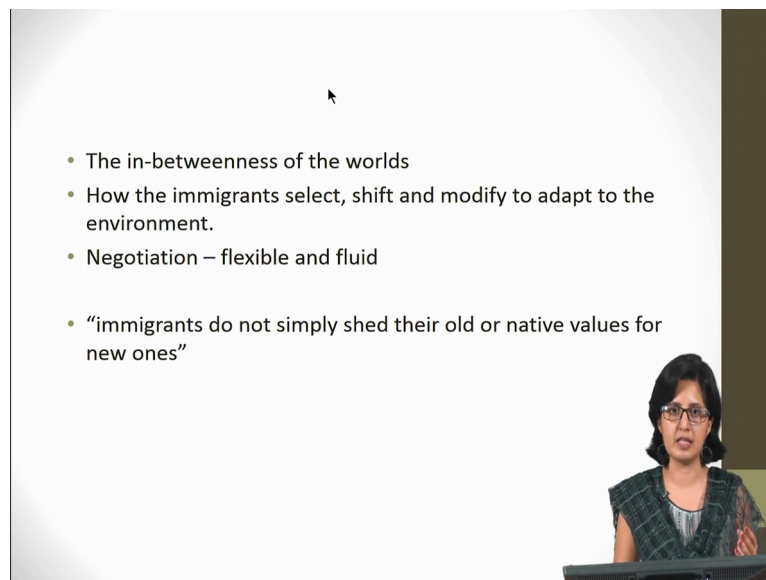 • The in-betweenness of the worlds
• How the immigrants select, shift and modify to adapt to the
environment.
• Negotiation – flexible and fluid
• “immigrants do not simply shed their old or native values for
new ones”